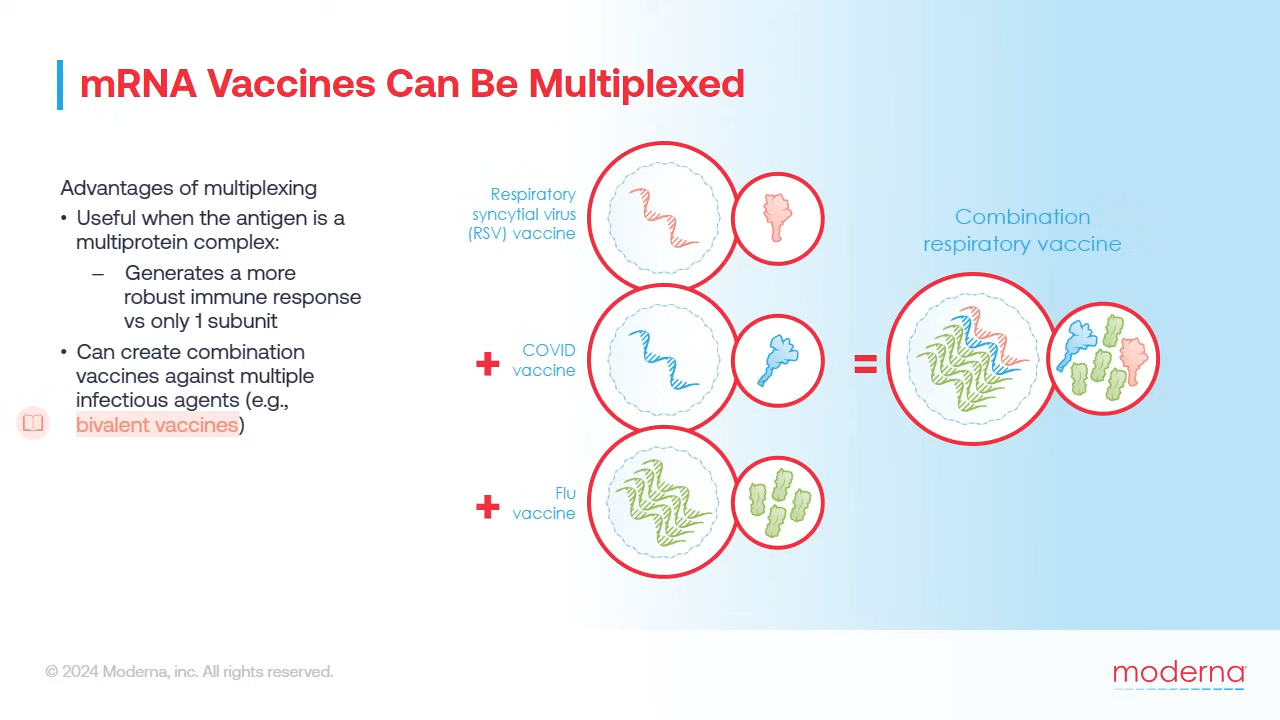 mRNA Vaccines Can Be Multiplexed
Advantages of multiplexing
• Useful when the antigen is a
multiprotein complex:
– Generates a more
robust immune response
vs only 1 subunit
• Can create combination
vaccines against multiple
infectious agents (e.g.,
bivalent vaccines)
Respiratory
syncytial virus
(RSV) vaccine
+ COVID
vaccine
+ Flu
vaccine
=
Combination
respiratory vaccine
© 2024 Moderna, inc. All rights reserved.
moderna